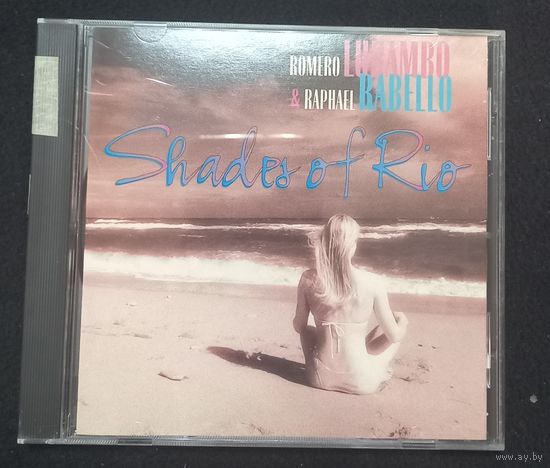 ROMERO LUBAMBO
& RAPHAEL RABELLO
Shades of Rio
www.ay.by